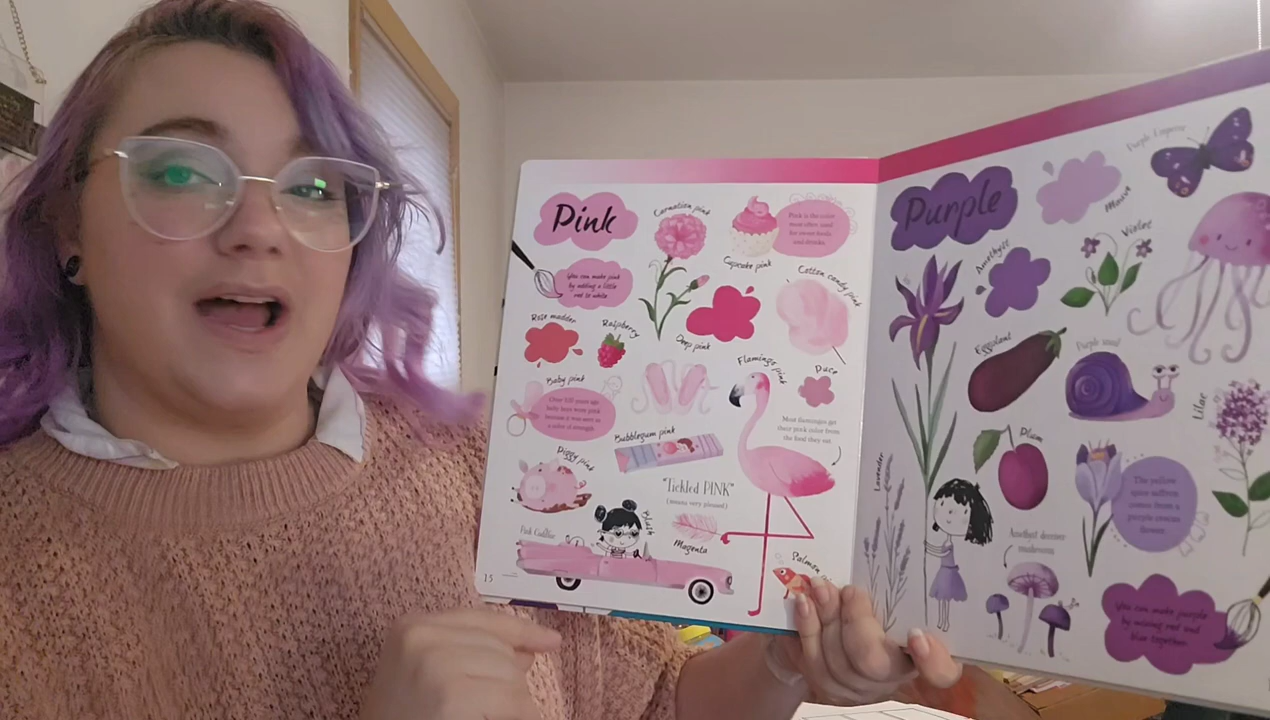 Pink
Carnation pink
Cupcake pink
Pink is the color
most often used
for sweet foods
and drinks.
You can make pink
by adding a little
red to white
Rose madder
Raspberry
Deep pink
Cotton candy pink
Baby pink
Over 100 years ago
baby boys wore pink
because it was seen as
a color of strength.
Flamingo pink
Puce
Most flamingos get
their pink color from
the food they eat.
Bubblegum pink
Piggy pink
"Tickled PINK"
(means very pleased)
Pink Cadillac
Blush
Magenta
Salmon
15
Purple
Mauve
Purple Emperor
Amethyst
Violet
Eggplant
Purple snail
Lilac
Plum
Lavender
The yellow
spice saffron
comes from a
purple crocus
flower.
Amethyst deceiver
mushroom
You can make purple
by mixing red and
blue together.